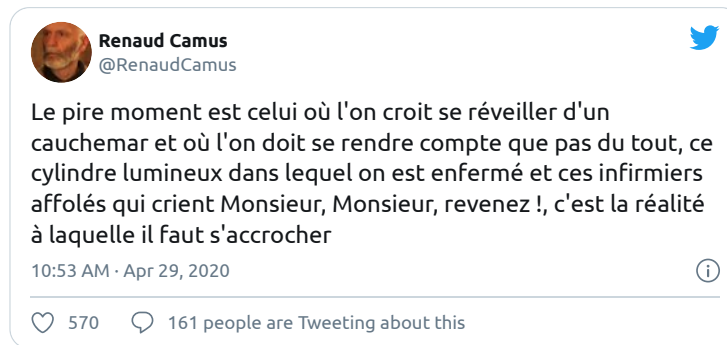 Renaud Camus
@RenaudCamus
Le pire moment est celui où l'on croit se réveiller d'un
cauchemar et où l'on doit se rendre compte que pas du tout, ce
cylindre lumineux dans lequel on est enfermé et ces infirmiers
affolés qui crient Monsieur, Monsieur, revenez !, c'est la réalité
à laquelle il faut s'accrocher
10:53 AM · Apr 29, 2020
570 161 people are Tweeting about this